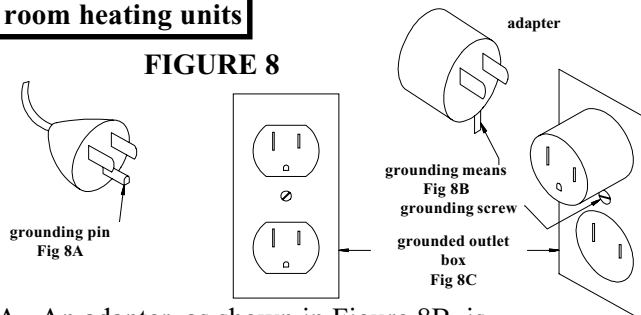 room heating units
FIGURE 8
adapter
grounding pin
Fig 8A
grounding means
Fig 8B
grounding screw
grounded outlet
box
Fig 8C
A. An adapter, as shown in Figure 8B, is